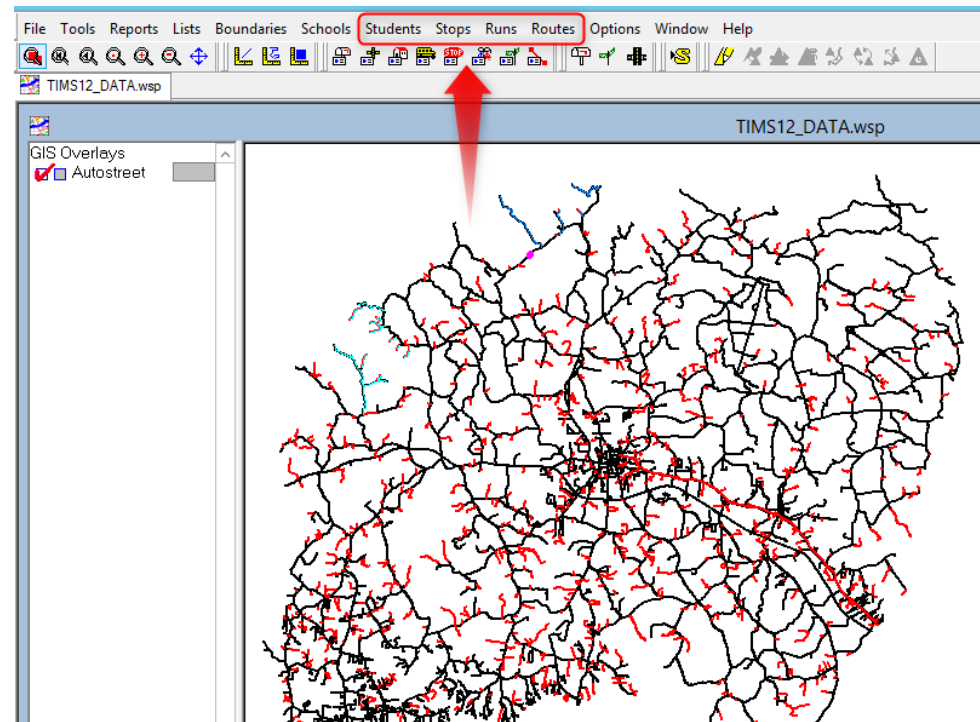 File Tools Reports Lists Boundaries Schools Students Stops Runs Routes Options Window Help
STOP
TIMS12_DATA.wsp
TIMS12_DATA.wsp
GIS Overlays
Autostreet